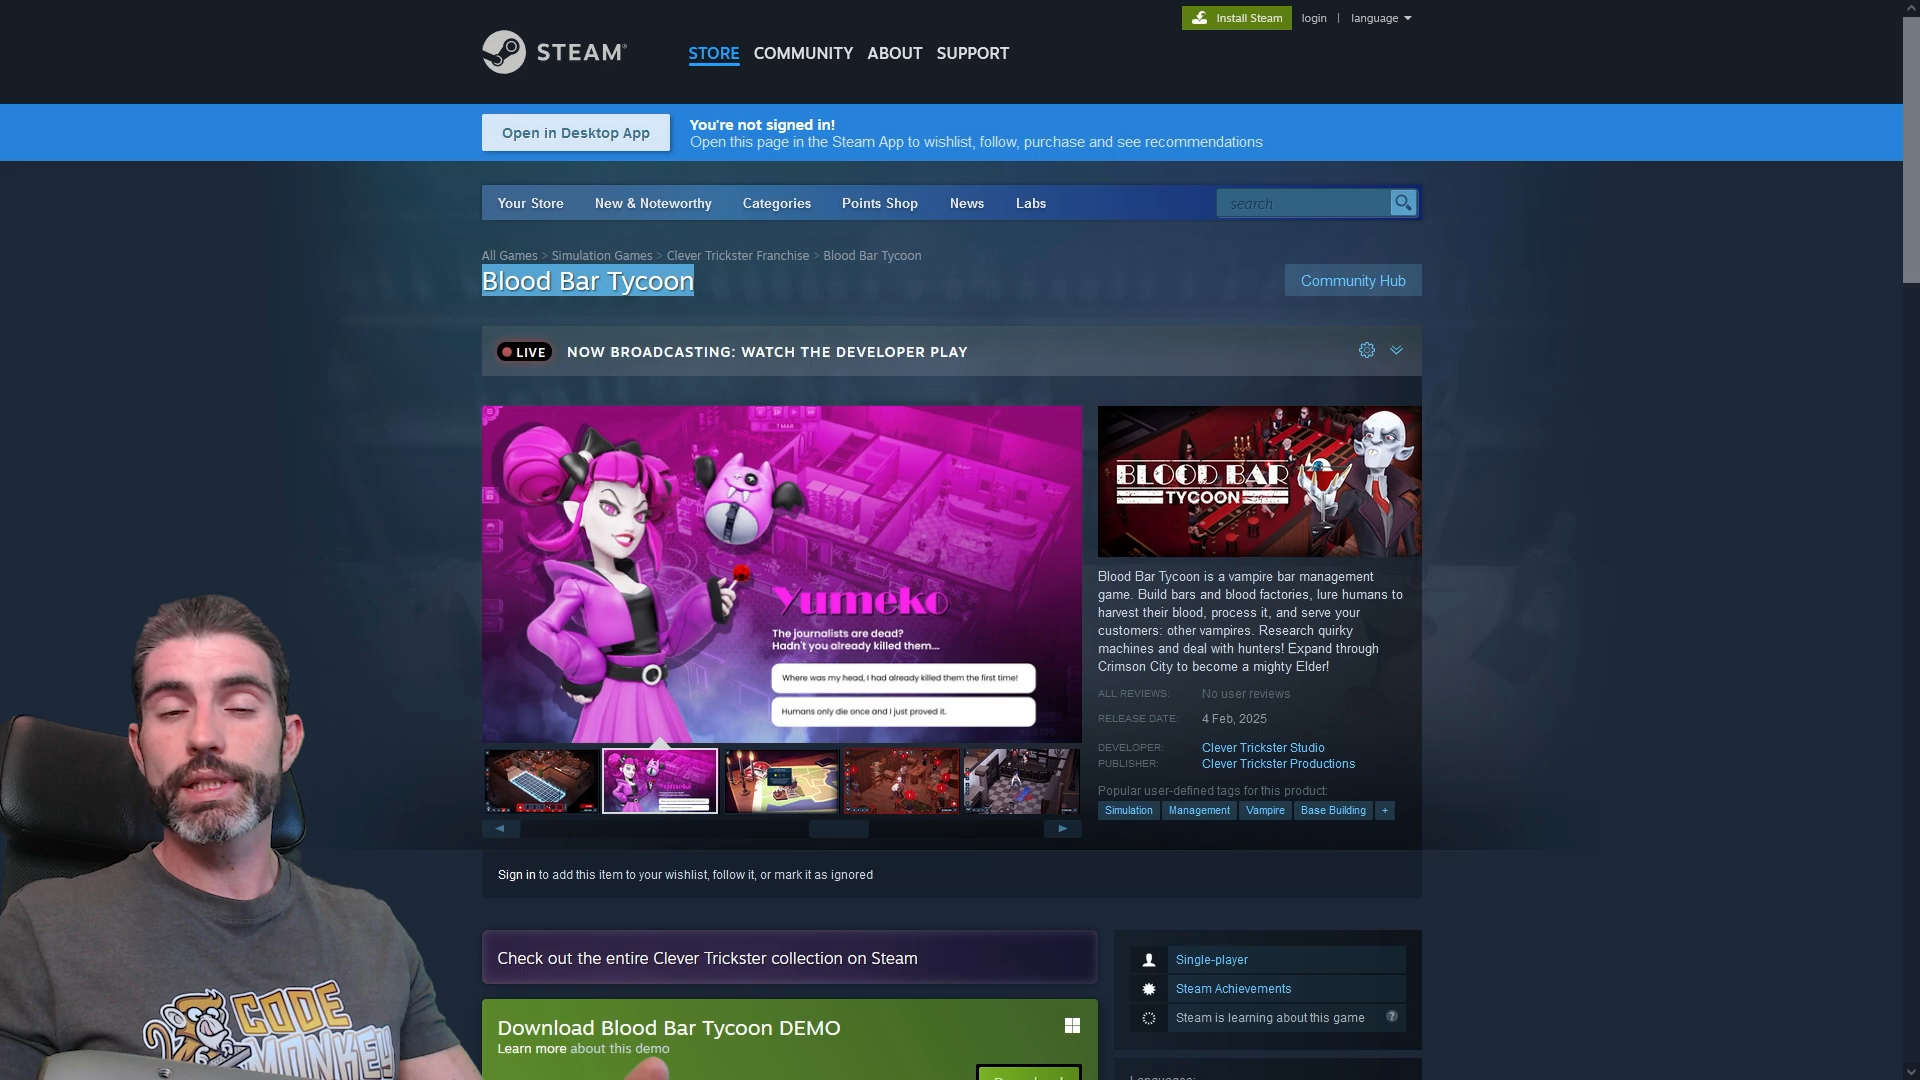 Install Steam
login
|
language
STEAM
STORE
COMMUNITY
ABOUT
SUPPORT
Open in Desktop App
You're not signed in!
Open this page in the Steam App to wishlist, follow, purchase and see recommendations
Your Store
New & Noteworthy
Categories
Points Shop
News
Labs
search
All Games > Simulation Games > Clever Trickster Franchise > Blood Bar Tycoon
Blood Bar Tycoon
Community Hub
LIVE
NOW BROADCASTING: WATCH THE DEVELOPER PLAY
7 MAR
Yumeko
The journalists are dead?
Hadn't you already killed them...
Where was my head, I had already killed them the first time!
Humans only die once and I just proved it.
BLOOD BAR
TYCOON
Blood Bar Tycoon is a vampire bar management
game. Build bars and blood factories, lure humans to
harvest their blood, process it, and serve your
customers: other vampires. Research quirky
machines and deal with hunters! Expand through
Crimson City to become a mighty Elder!
ALL REVIEWS: No user reviews
RELEASE DATE: 4 Feb, 2025
DEVELOPER: Clever Trickster Studio
PUBLISHER: Clever Trickster Productions
Popular user-defined tags for this product:
Simulation
Management
Vampire
Base Building
+
Sign in to add this item to your wishlist, follow it, or mark it as ignored
Check out the entire Clever Trickster collection on Steam
Download Blood Bar Tycoon DEMO
Learn more about this demo
Single-player
Steam Achievements
Steam is learning about this game
?
CODE
MONKEY